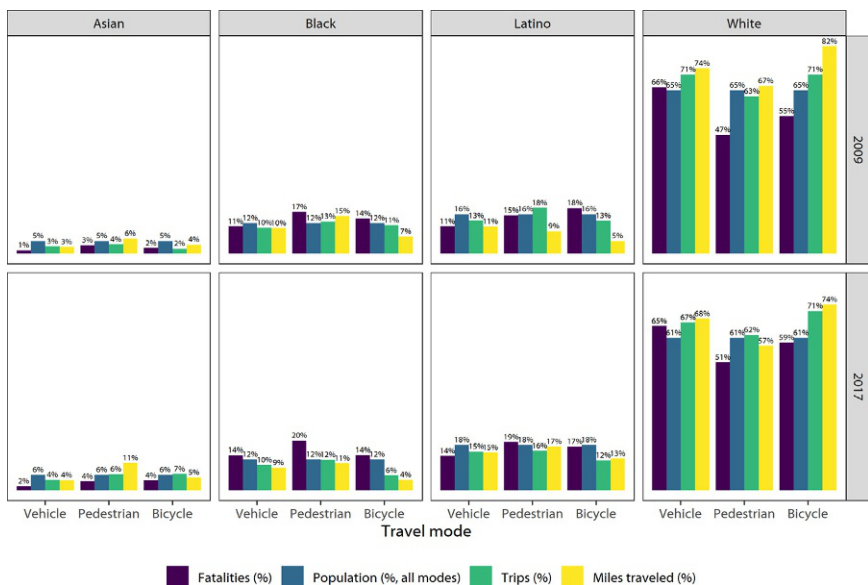 Asian Black Latino White
66% 65% 71% 74% 47% 65% 63% 67% 55% 65% 71% 82%
1% 5% 3% 3% 3% 5% 4% 6% 2% 5% 2% 4%
11% 12% 10% 10% 17% 12% 13% 15% 14% 12% 11% 7%
11% 16% 13% 11% 15% 16% 18% 9% 18% 16% 13% 5%
2009
65% 61% 67% 68% 51% 61% 62% 57% 59% 61% 71% 74%
2% 6% 4% 4% 4% 6% 6% 11% 4% 6% 7% 5%
14% 12% 10% 9% 20% 12% 12% 11% 14% 12% 6% 4%
14% 18% 15% 15% 19% 18% 16% 17% 17% 18% 12% 13%
2017
Vehicle Pedestrian Bicycle Vehicle Pedestrian Bicycle Vehicle Pedestrian Bicycle Vehicle Pedestrian Bicycle
Travel mode
Fatalities (%) Population (%, all modes) Trips (%) Miles traveled (%)